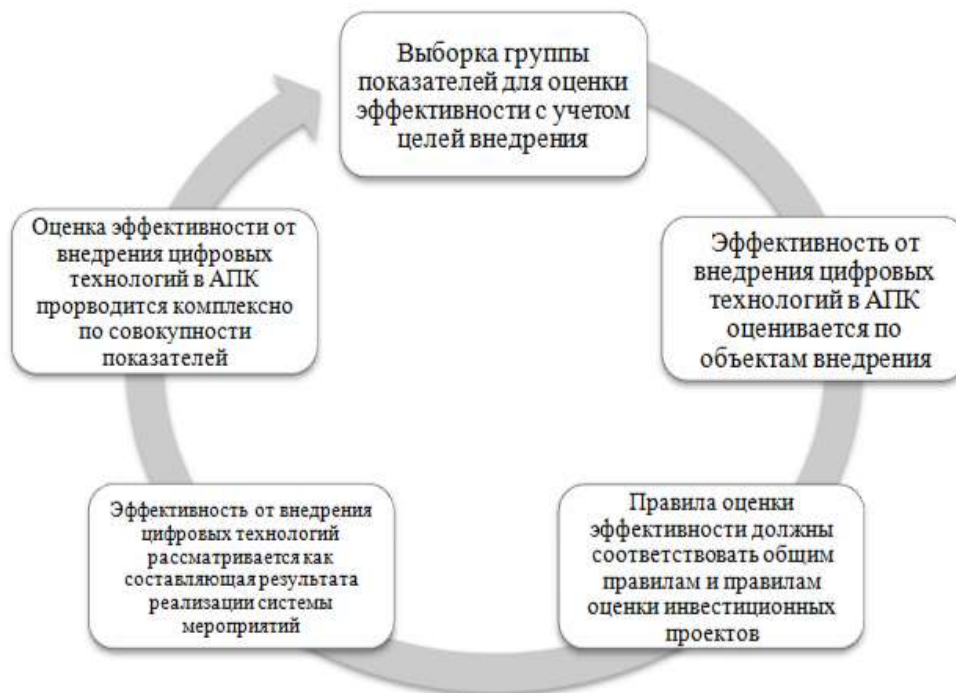 Выборка группы
показателей для оценки
эффективности с учетом
целей внедрения
Эффективность от
внедрения цифровых
технологий в АПК
оценивается по
объектам внедрения
Правила оценки
эффективности должны
соответствовать общим
правилам и правилам
оценки инвестиционных
проектов
Эффективность от внедрения
цифровых технологий
рассматривается как
составляющая результата
реализации системы
мероприятий
Оценка эффективности от
внедрения цифровых
технологий в АПК
прорводится комплексно
по совокупности
показателей